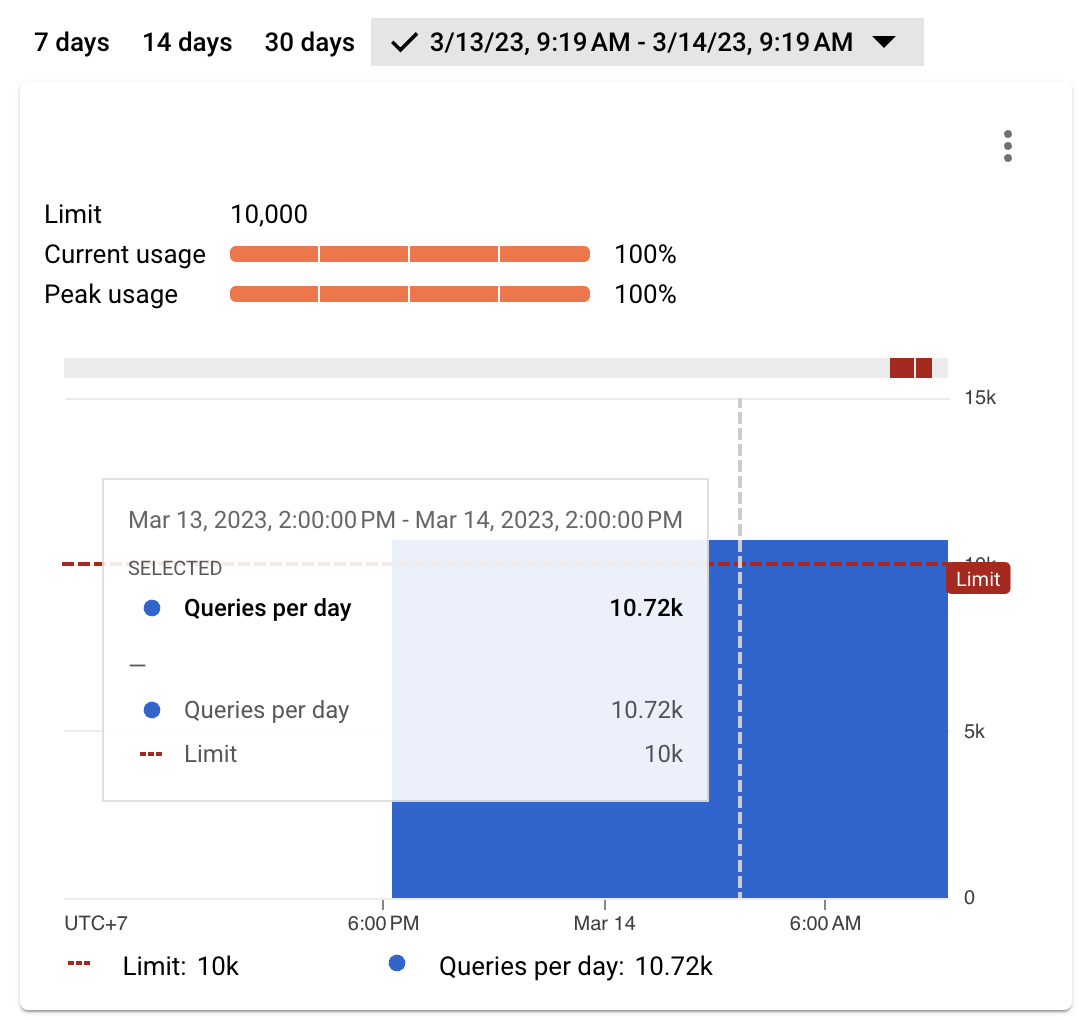 7 days 14 days 30 days 3/13/23, 9:19 AM - 3/14/23, 9:19 AM
Limit 10,000
Current usage 100%
Peak usage 100%
15k
Mar 13, 2023, 2:00:00 PM - Mar 14, 2023, 2:00:00 PM
SELECTED
Limit
Queries per day 10.72k
–
Queries per day 10.72k
5k
Limit 10k
0
UTC+7 6:00 PM Mar 14 6:00 AM
Limit: 10k Queries per day: 10.72k